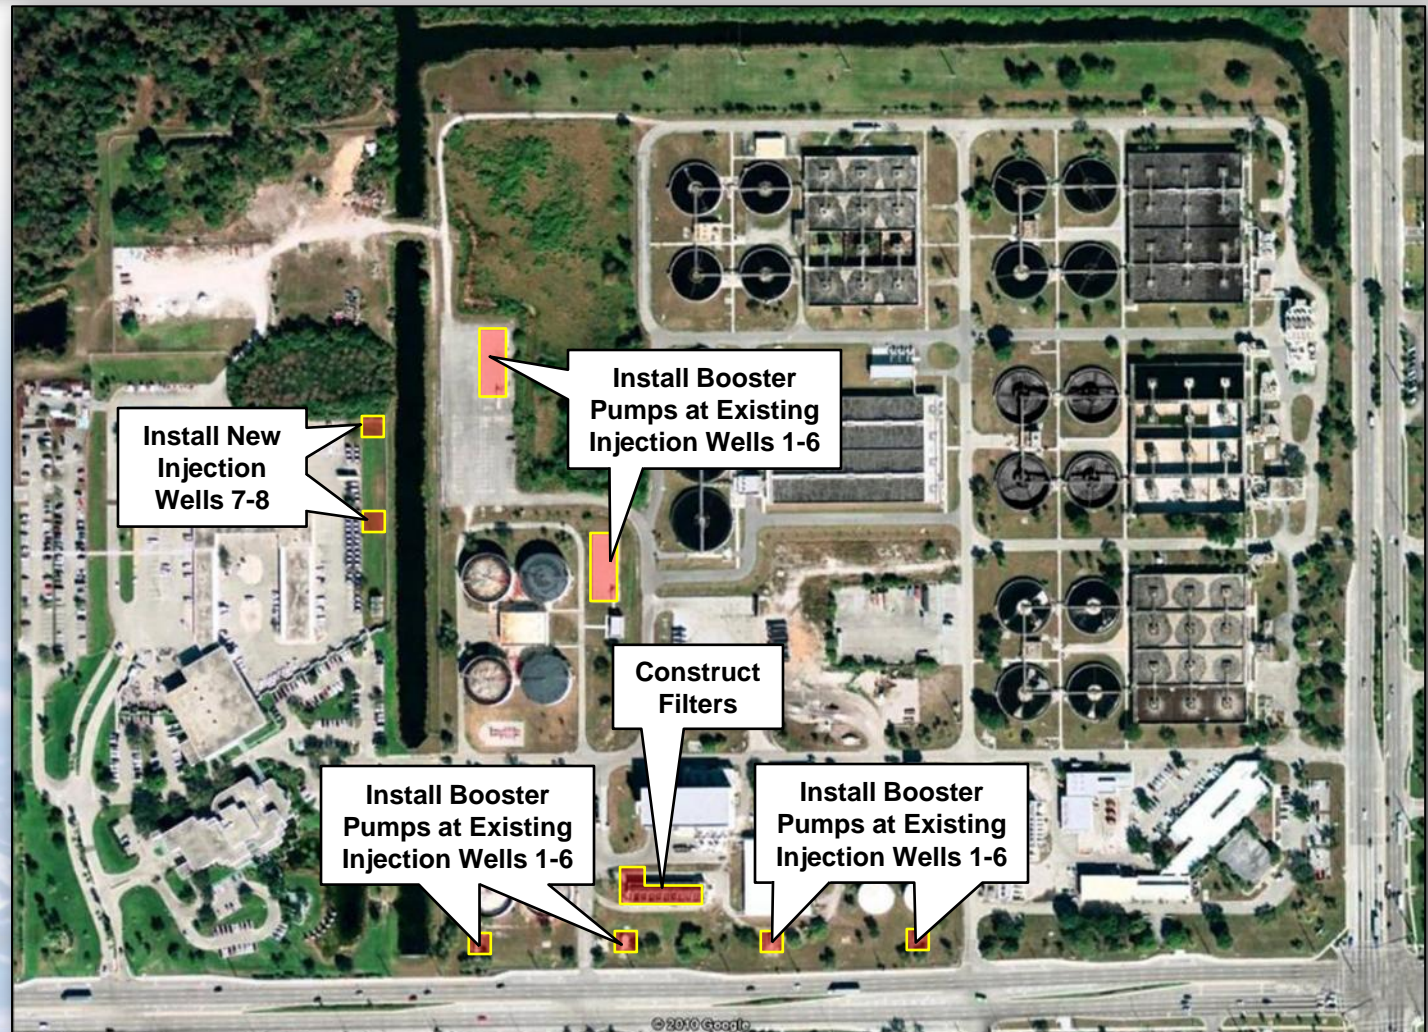 Install Booster
Pumps at Existing
Injection Wells 1-6
Install New
Injection
Wells 7-8
Construct
Filters
Install Booster
Pumps at Existing
Injection Wells 1-6
Install Booster
Pumps at Existing
Injection Wells 1-6
©2010 Google